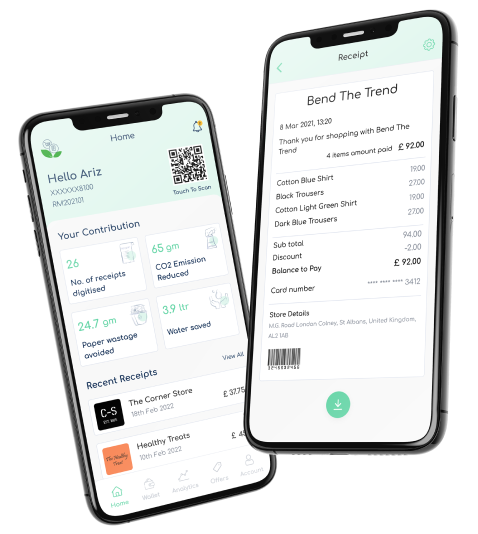 Home
Hello Ariz
XXXXXX8100
RM202101
Touch To Scan
Your Contribution
26
No. of receipts
digitised
65 gm
CO2 Emission
Reduced
24.7 gm
Paper wastage
avoided
3.9 ltr
Water saved
View All
Recent Receipts
C-S
The Corner Store
18th Feb 2022
£ 37.75
The Healthy
Treat
Healthy Treats
10th Feb 2022
Home
Wallet
Analytics
Offers
Account
Receipt
Bend The Trend
8 Mar 2021, 13:20
Thank you for shopping with Bend The
Trend
4 items amount paid £ 92.00
Cotton Blue Shirt 19.00
Black Trousers 27.00
Cotton Light Green Shirt 19.00
Dark Blue Trousers 27.00
Sub total 94.00
Discount -2.00
Balance to Pay £ 92.00
Card number **** **** **** 3412
Store Details
M.G. Road London Colney, St Albans, United Kingdom,
AL2 1AB